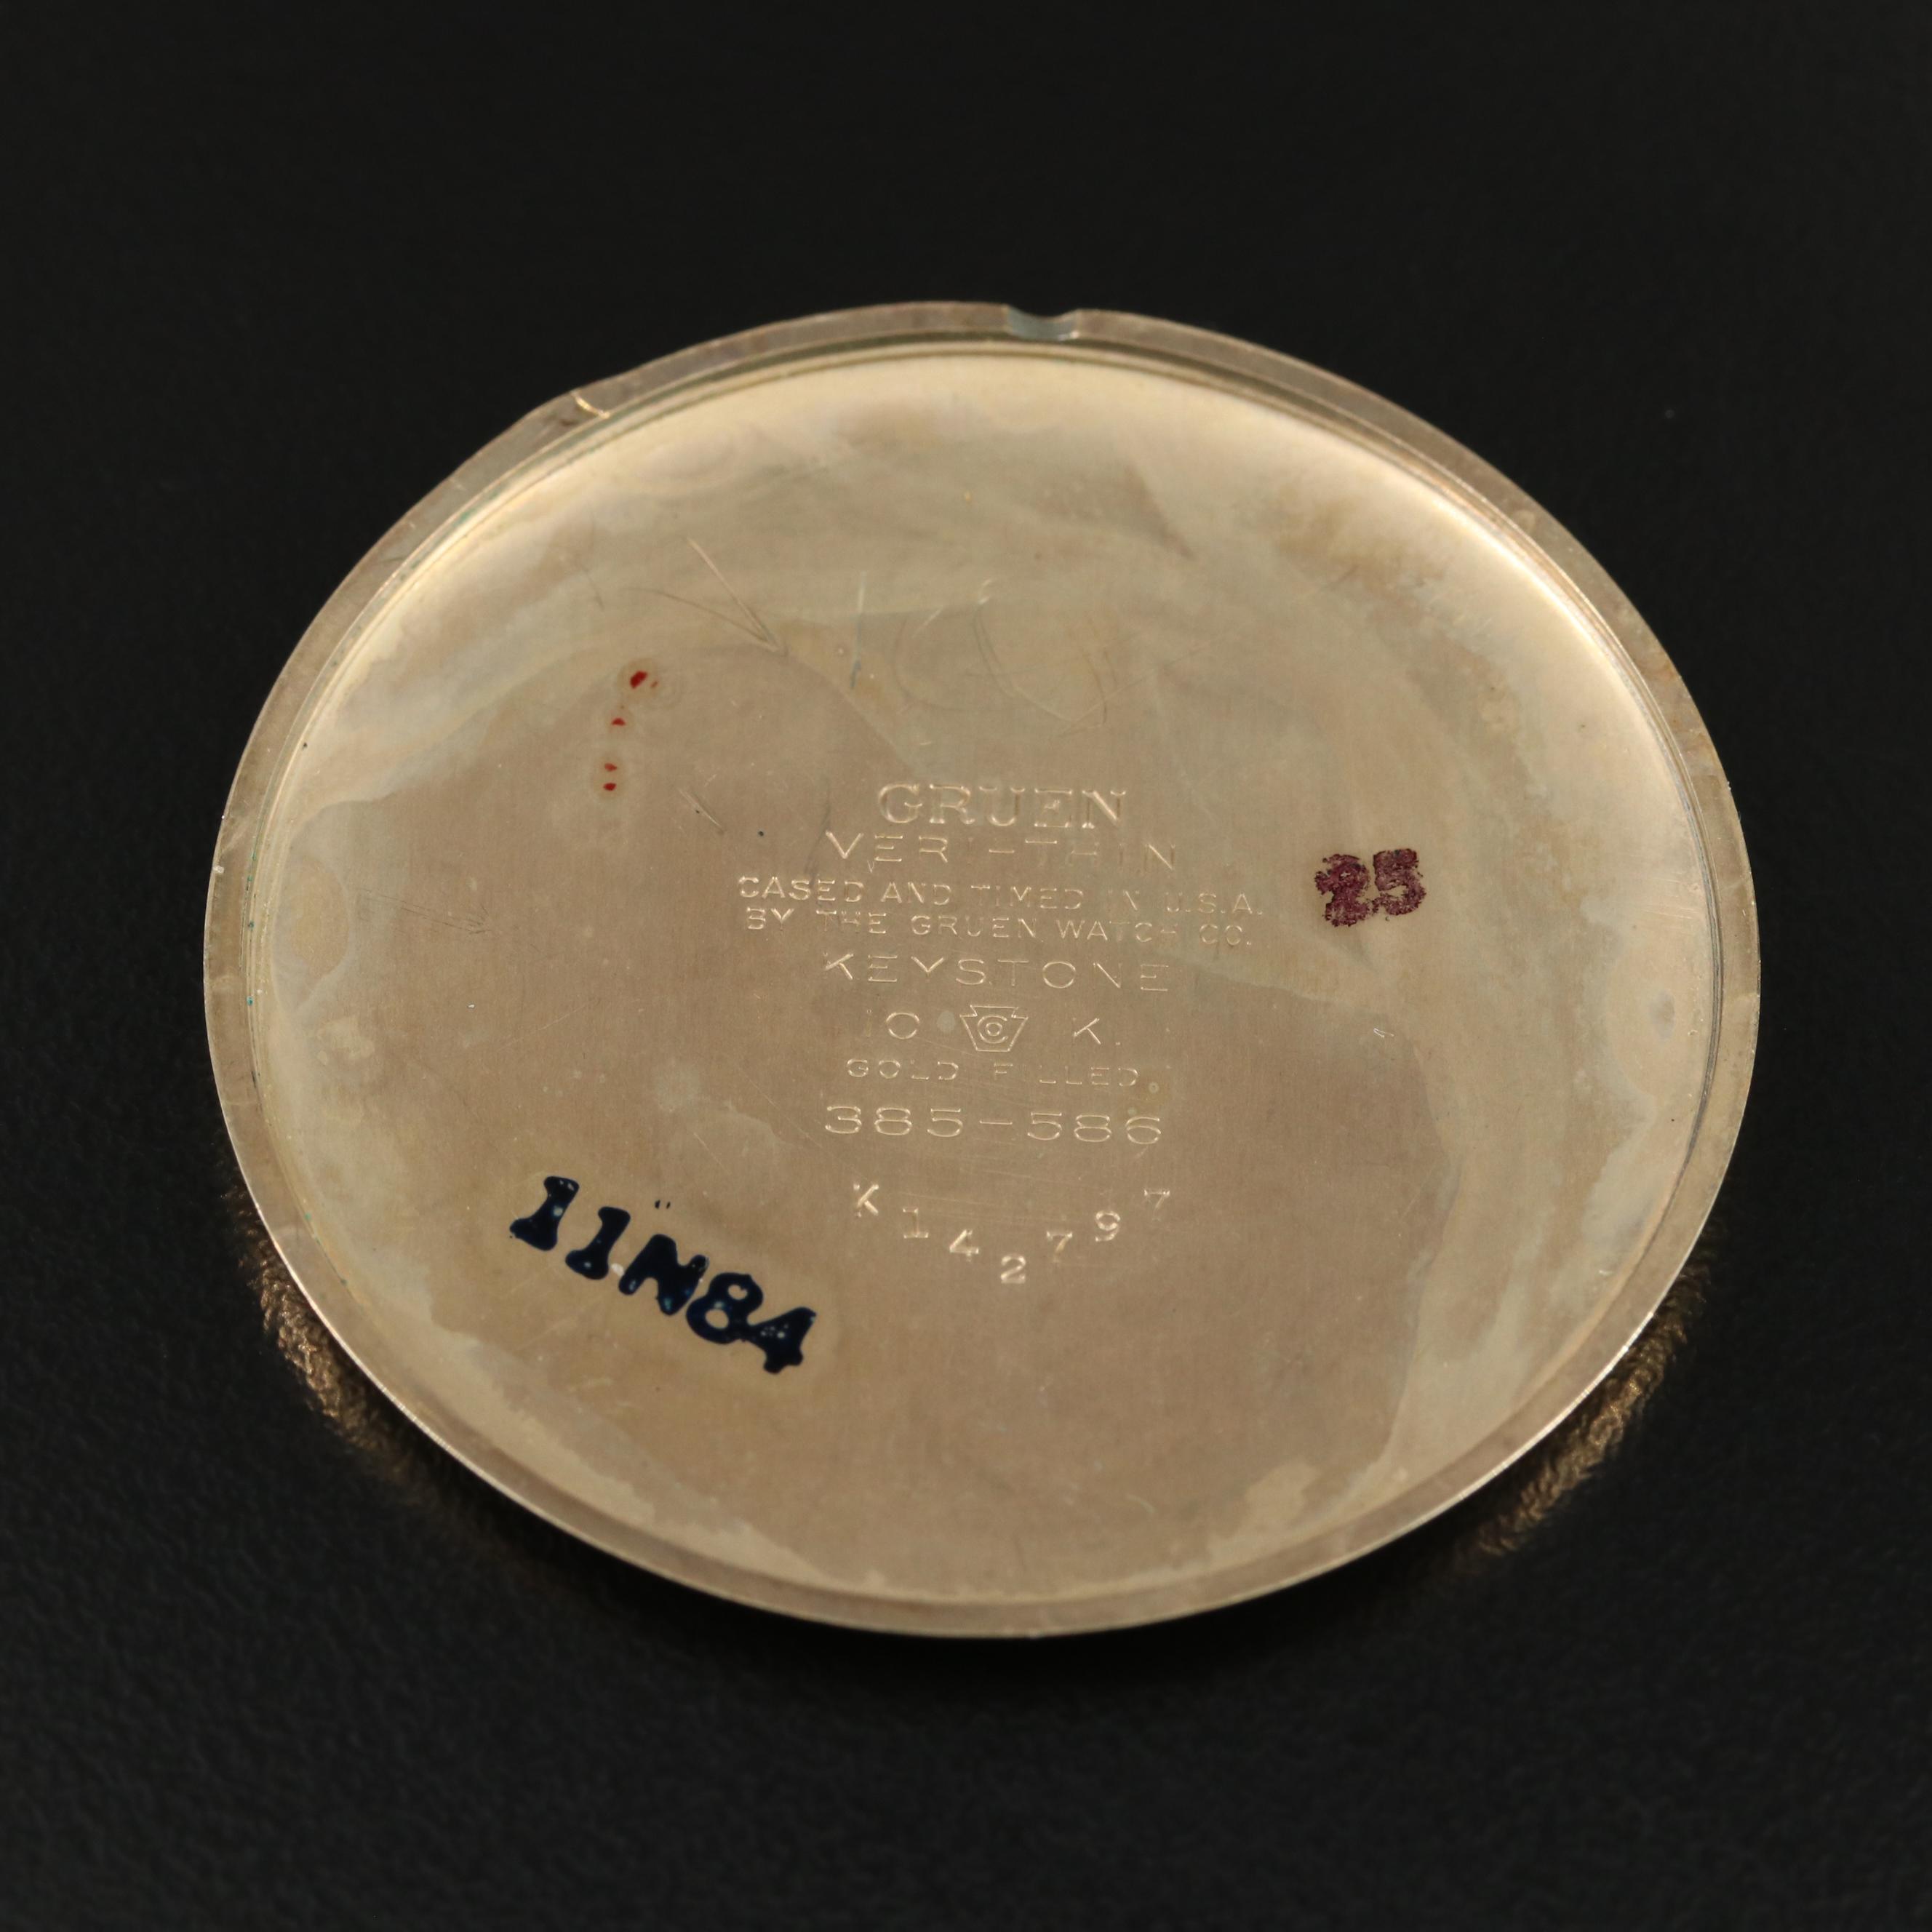 GRUEN
VERI-THIN
CASED AND TIMED IN U.S.A.
BY THE GRUEN WATCH CO.
25
KEYSTONE
10 K.
GOLD FILLED
385-586
K142797
11N84